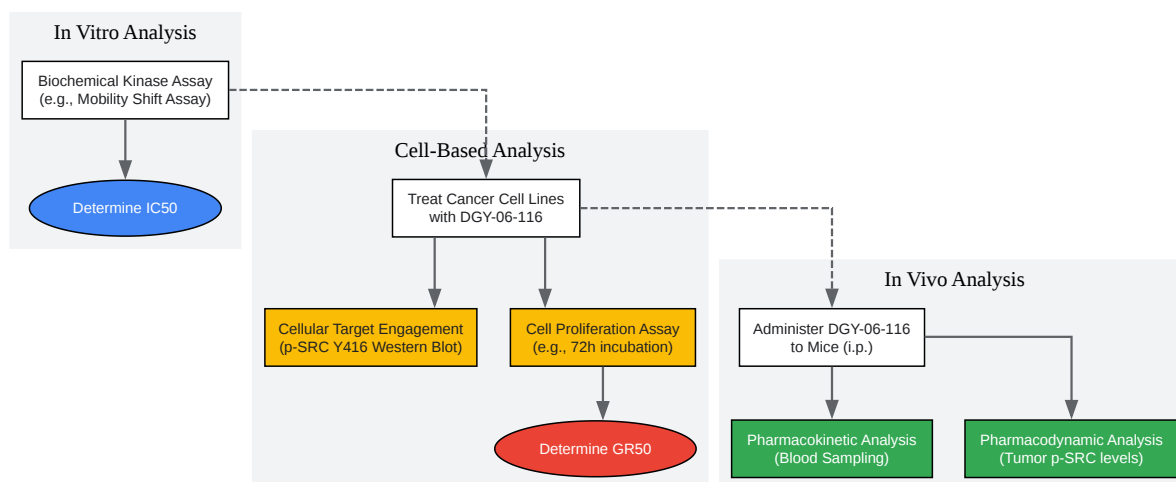 In Vitro Analysis
Biochemical Kinase Assay
(e.g., Mobility Shift Assay)
Determine IC50
Cell-Based Analysis
Treat Cancer Cell Lines
with DGY-06-116
Cellular Target Engagement
(p-SRC Y416 Western Blot)
Cell Proliferation Assay
(e.g., 72h incubation)
Determine GR50
In Vivo Analysis
Administer DGY-06-116
to Mice (i.p.)
Pharmacokinetic Analysis
(Blood Sampling)
Pharmacodynamic Analysis
(Tumor p-SRC levels)